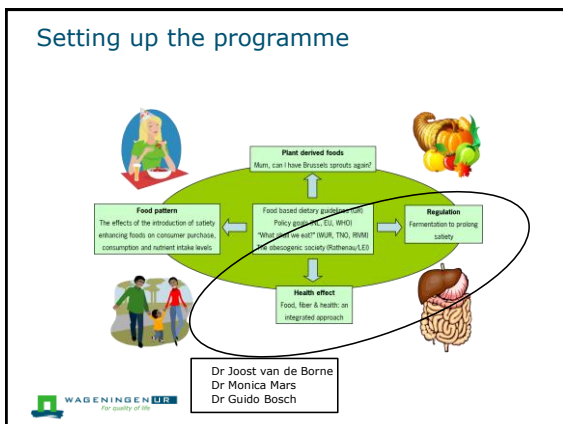 Setting up the programme
Plant derived foods
Mum, can I have Brussels sprouts again?
Food pattern
The effects of the introduction of satiety
enhancing foods on consumer purchase,
consumption and nutrient intake levels
Food based dietary guidelines (GR)
Policy goals (NL, EU, WHO)
"What shall we eat?" (WUR, TNO, RIVM)
The obesogenic society (Rathenau/LEI)
Regulation
Fermentation to prolong
satiety
Health effect
Food, fiber & health: an
integrated approach
Dr Joost van de Borne
Dr Monica Mars
Dr Guido Bosch
WAGENINGEN UR
For quality of life